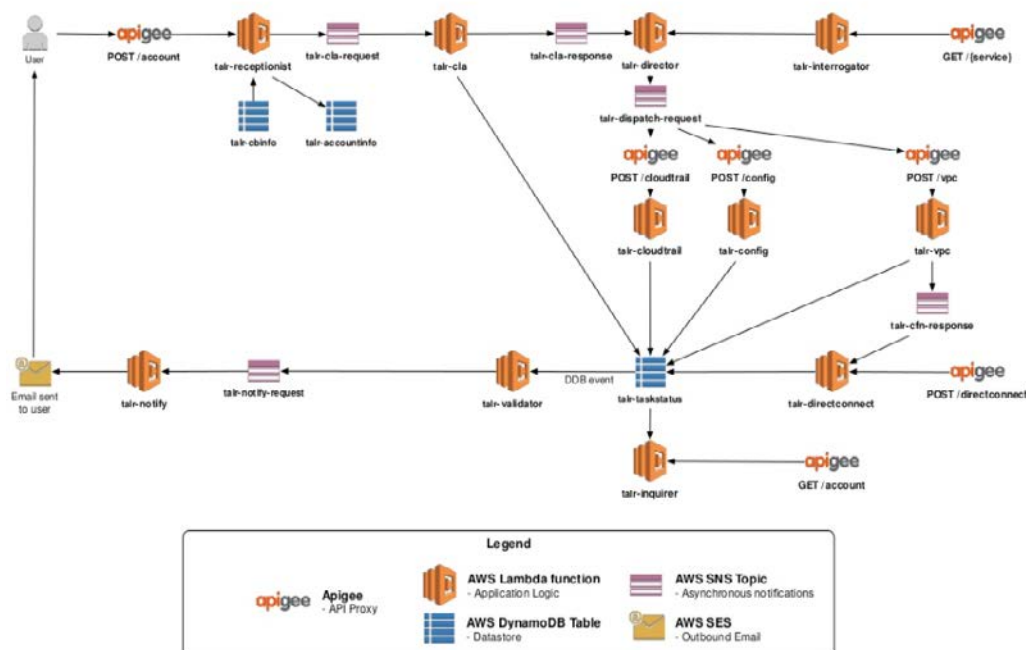 User
apigee
POST /account
talr-receptionist
talr-cla-request
talr-cla
talr-cla-response
talr-director
talr-interrogator
apigee
GET /{service}
talr-cbinfo
talr-accountinfo
talr-dispatch-request
apigee
POST /cloudtrail
apigee
POST /config
apigee
POST /vpc
talr-cloudtrail
talr-config
talr-vpc
talr-cfn-response
Email sent
to user
talr-notify
talr-notify-request
talr-validator
DDB event
talr-taskstatus
talr-directconnect
apigee
POST /directconnect
talr-inquirer
apigee
GET /account
Legend
apigee
Apigee
- API Proxy
AWS Lambda function
- Application Logic
AWS SNS Topic
- Asynchronous notifications
AWS DynamoDB Table
- Datastore
AWS SES
- Outbound Email